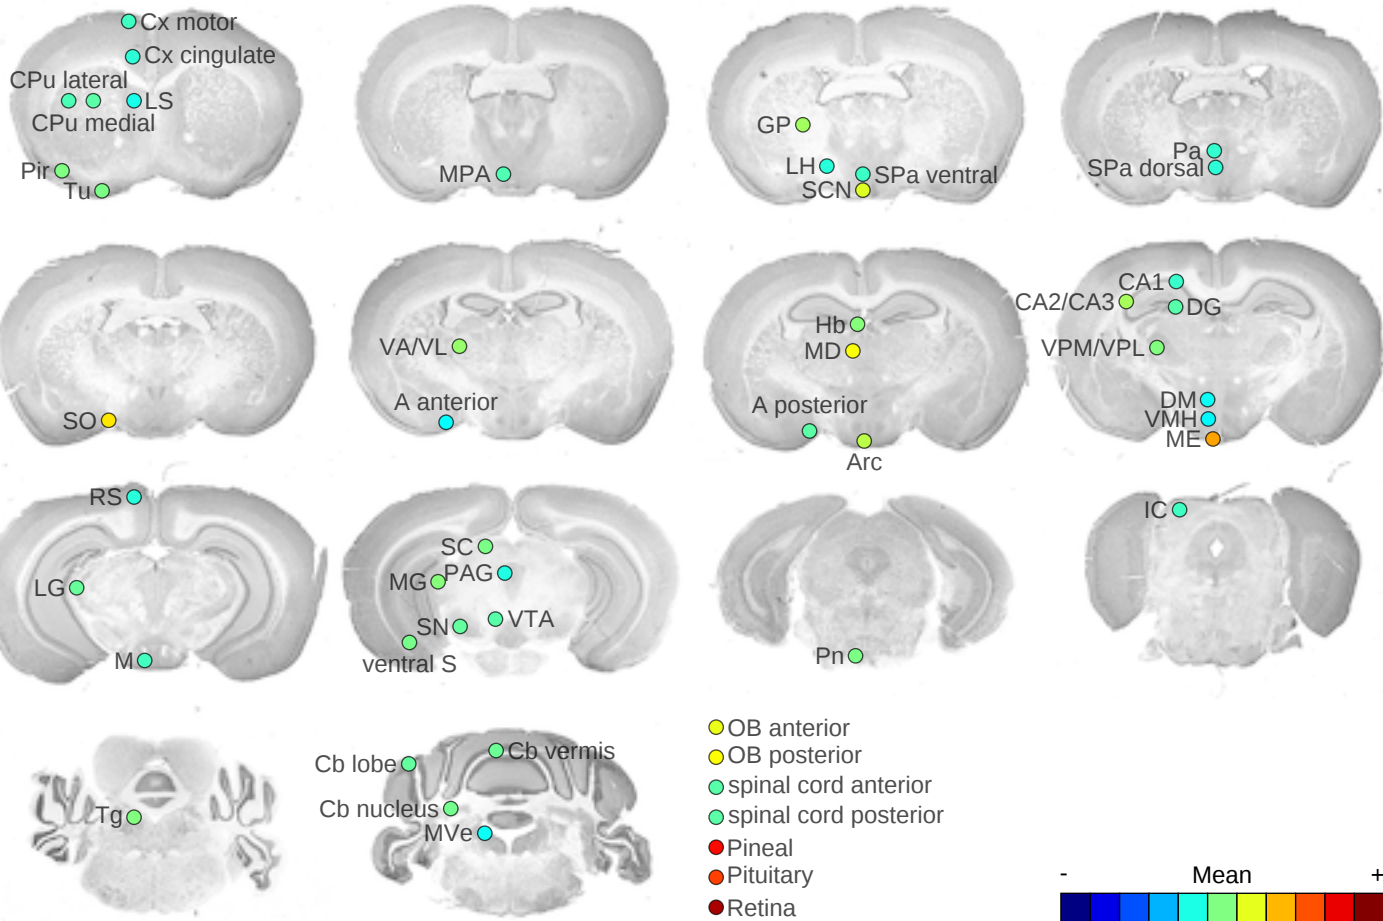 Cx motor
Cx cingulate
CPu lateral
LS
CPu medial
Pir
Tu
MPA
GP
LH
SPa ventral
SCN
Pa
SPa dorsal
SO
VA/VL
A anterior
Hb
MD
A posterior
Arc
CA1
CA2/CA3
DG
VPM/VPL
DM
VMH
ME
RS
LG
M
SC
MG
PAG
SN
VTA
ventral S
Pn
IC
Tg
Cb lobe
Cb vermis
Cb nucleus
MVe
OB anterior
OB posterior
spinal cord anterior
spinal cord posterior
Pineal
Pituitary
Retina
- Mean +